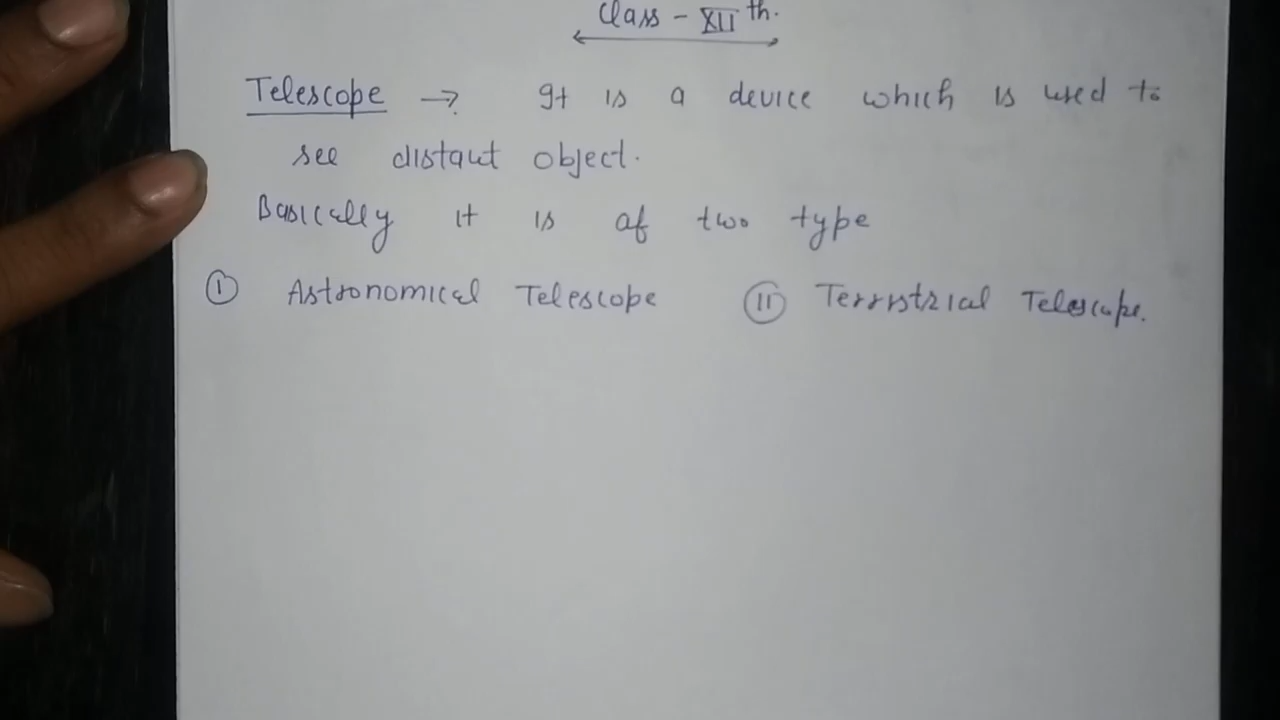 Class - XII th.
Telescope → It is a device which is used to
see distant object.
Basically it is of two type
(I) Astronomical Telescope (II) Terristrial Telescope.